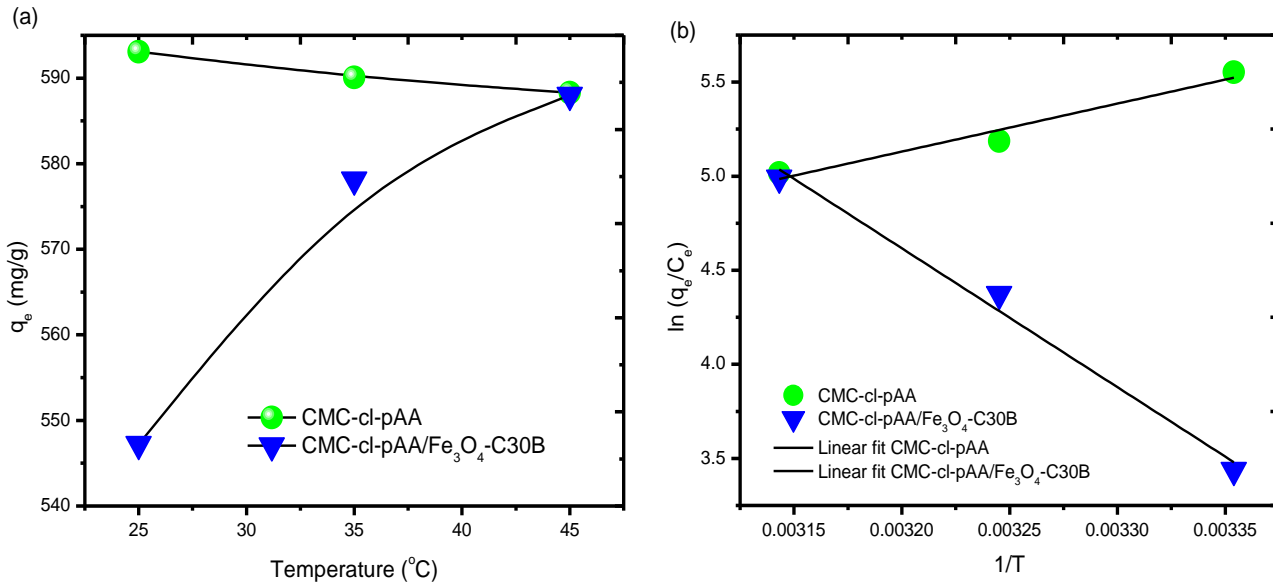 (a)
590
580
570
560
550
540
q_e (mg/g)
25
30
35
40
45
Temperature (°C)
CMC-cl-pAA
CMC-cl-pAA/Fe₃O₄-C30B
(b)
5.5
5.0
4.5
4.0
3.5
ln (q_e/C_e)
0.00315
0.00320
0.00325
0.00330
0.00335
1/T
CMC-cl-pAA
CMC-cl-pAA/Fe₃O₄-C30B
Linear fit CMC-cl-pAA
Linear fit CMC-cl-pAA/Fe₃O₄-C30B